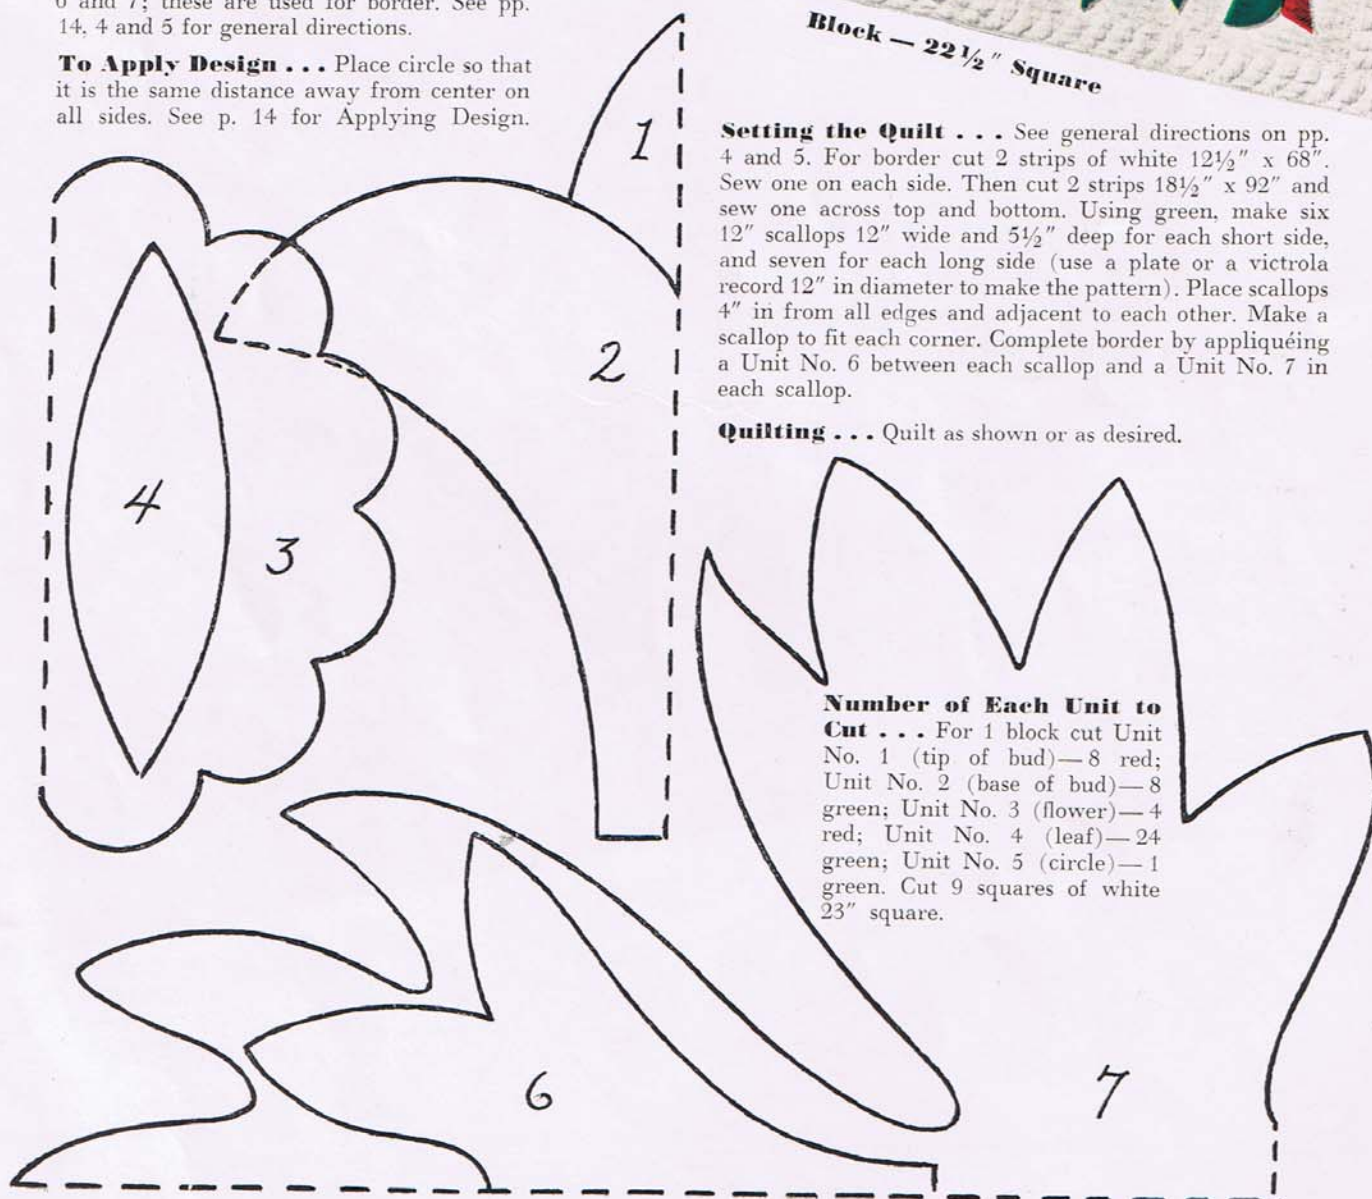 6 and 7; these are used for border. See pp.
14, 4 and 5 for general directions.
To Apply Design . . . Place circle so that
it is the same distance away from center on
all sides. See p. 14 for Applying Design.
Block — 22½″ Square
Setting the Quilt . . . See general directions on pp.
4 and 5. For border cut 2 strips of white 12½″ x 68″.
Sew one on each side. Then cut 2 strips 18½″ x 92″ and
sew one across top and bottom. Using green, make six
12″ scallops 12″ wide and 5½″ deep for each short side,
and seven for each long side (use a plate or a victrola
record 12″ in diameter to make the pattern). Place scallops
4″ in from all edges and adjacent to each other. Make a
scallop to fit each corner. Complete border by appliquéing
a Unit No. 6 between each scallop and a Unit No. 7 in
each scallop.
Quilting . . . Quilt as shown or as desired.
1
2
3
4
Number of Each Unit to
Cut . . . For 1 block cut Unit
No. 1 (tip of bud)—8 red;
Unit No. 2 (base of bud)—8
green; Unit No. 3 (flower)—4
red; Unit No. 4 (leaf)—24
green; Unit No. 5 (circle)—1
green. Cut 9 squares of white
23″ square.
6
7